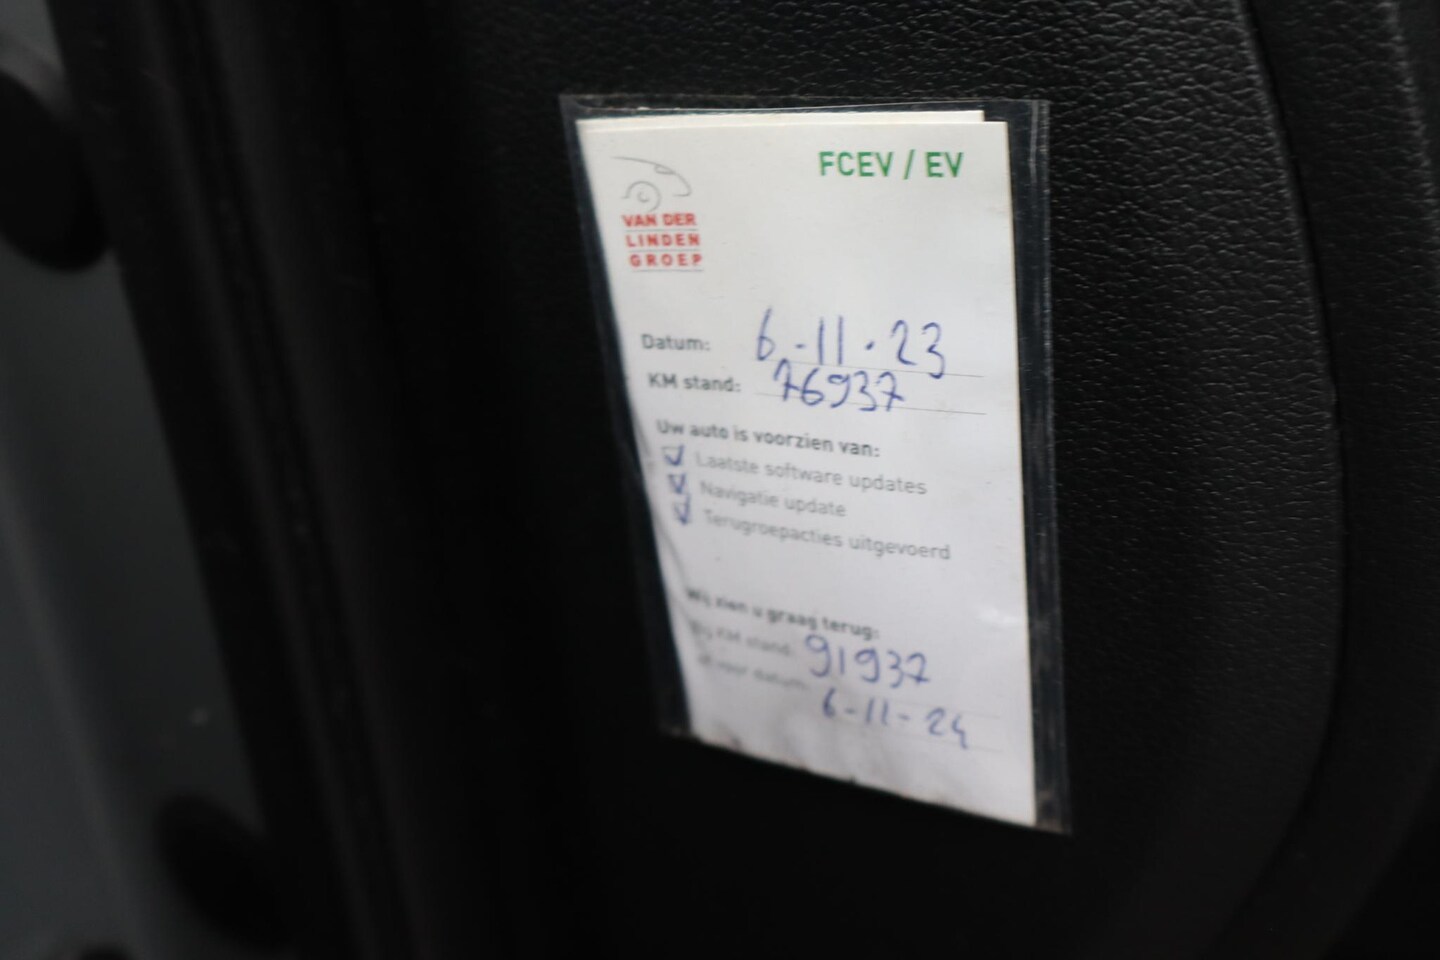 FCEV / EV
VAN DER
LINDEN
GROEP
Datum: 6-11-23
KM stand: 76937
Uw auto is voorzien van:
Laatste software updates
Navigatie update
Terugroepacties uitgevoerd
Wij zien u graag terug:
Bij KM stand: 91937
of voor datum: 6-11-24